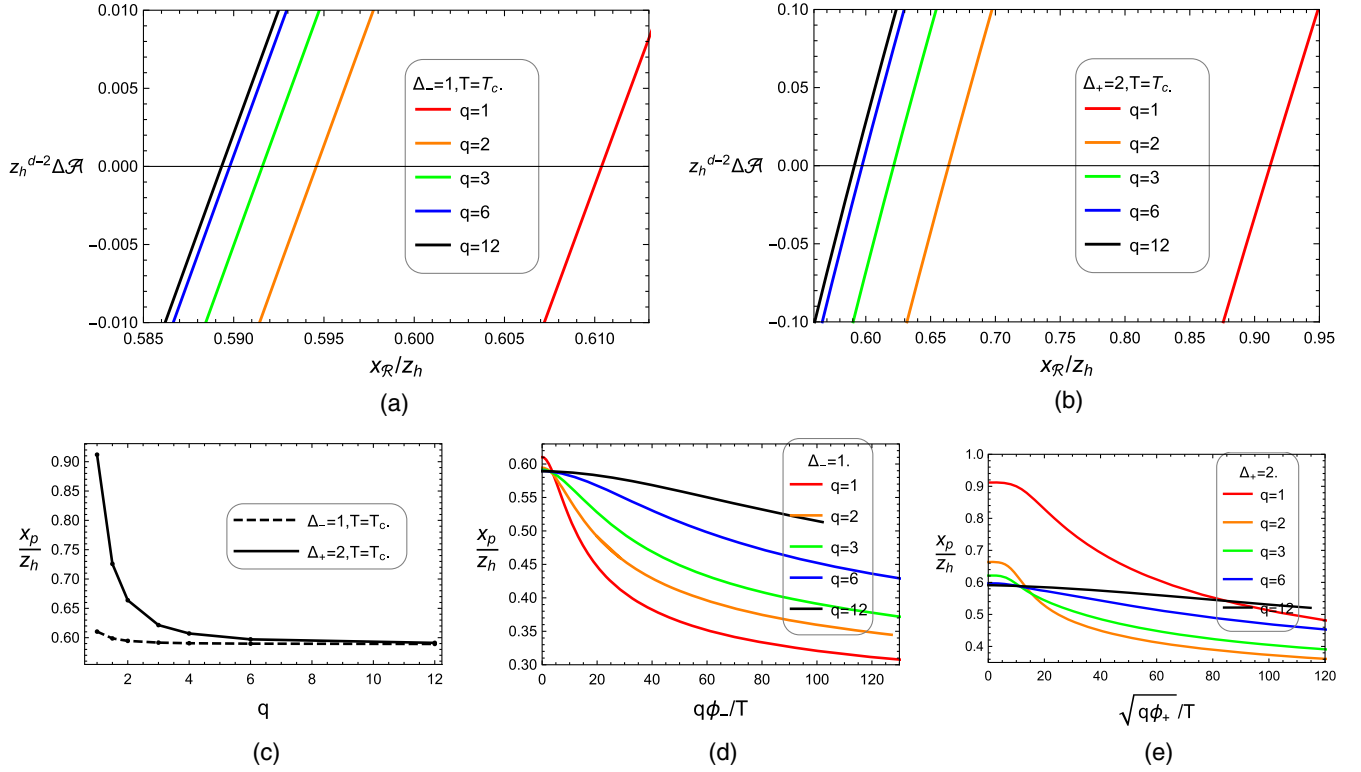 0.010
0.005
0.000
-0.005
-0.010
z_h^{d-2}Δ𝒜
Δ_-=1,T=T_c.
q=1
q=2
q=3
q=6
q=12
0.585 0.590 0.595 0.600 0.605 0.610
x_ℛ/z_h
(a)
0.10
0.05
0.00
-0.05
-0.10
z_h^{d-2}Δ𝒜
Δ_+=2,T=T_c.
q=1
q=2
q=3
q=6
q=12
0.60 0.65 0.70 0.75 0.80 0.85 0.90 0.95
x_ℛ/z_h
(b)
0.90
0.85
0.80
0.75
0.70
0.65
0.60
x_p
z_h
Δ_-=1,T=T_c.
Δ_+=2,T=T_c.
2 4 6 8 10 12
q
(c)
0.60
0.55
0.50
0.45
0.40
0.35
0.30
x_p
z_h
Δ_-=1.
q=1
q=2
q=3
q=6
q=12
0 20 40 60 80 100 120
qϕ_-/T
(d)
1.0
0.9
0.8
0.7
0.6
0.5
0.4
x_p
z_h
Δ_+=2.
q=1
q=2
q=3
q=6
q=12
0 20 40 60 80 100 120
√qϕ_+ /T
(e)